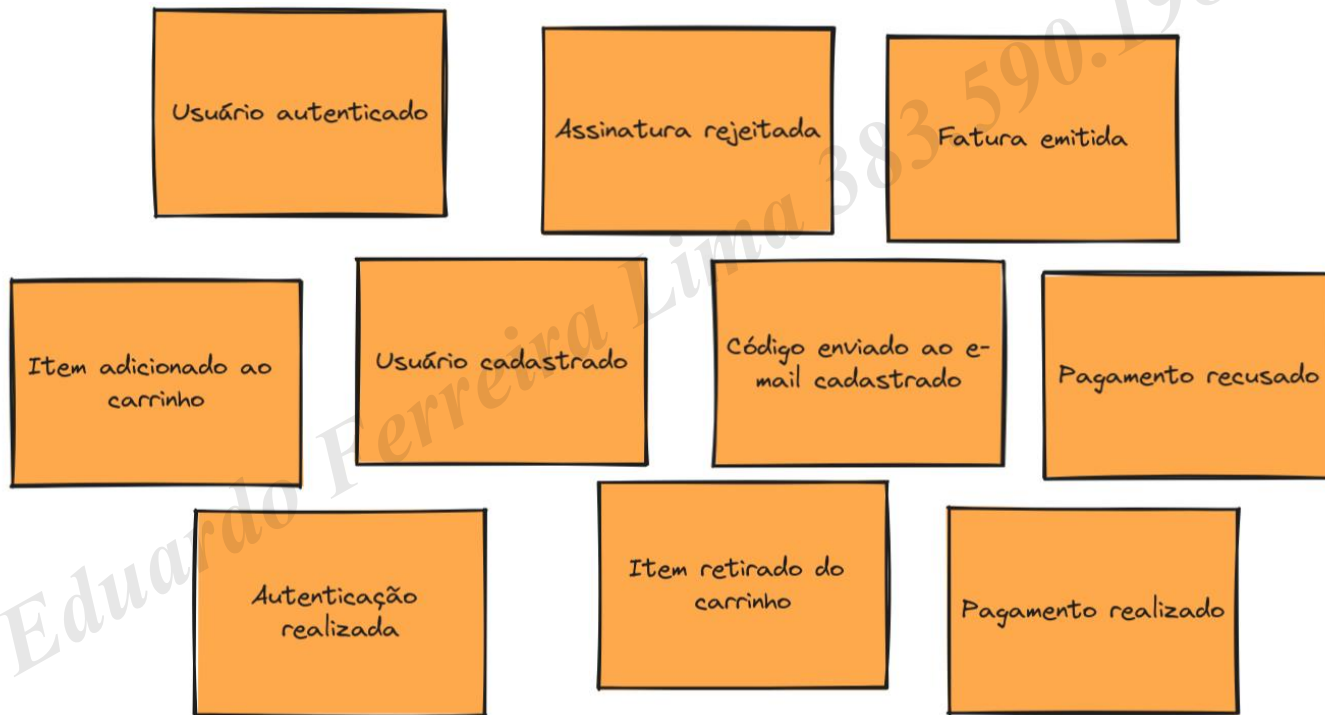 Usuário autenticado
Assinatura rejeitada
Fatura emitida
Item adicionado ao
carrinho
Usuário cadastrado
Código enviado ao e-
mail cadastrado
Pagamento recusado
Autenticação
realizada
Item retirado do
carrinho
Pagamento realizado
Eduardo Ferreira Lima 383.590.198